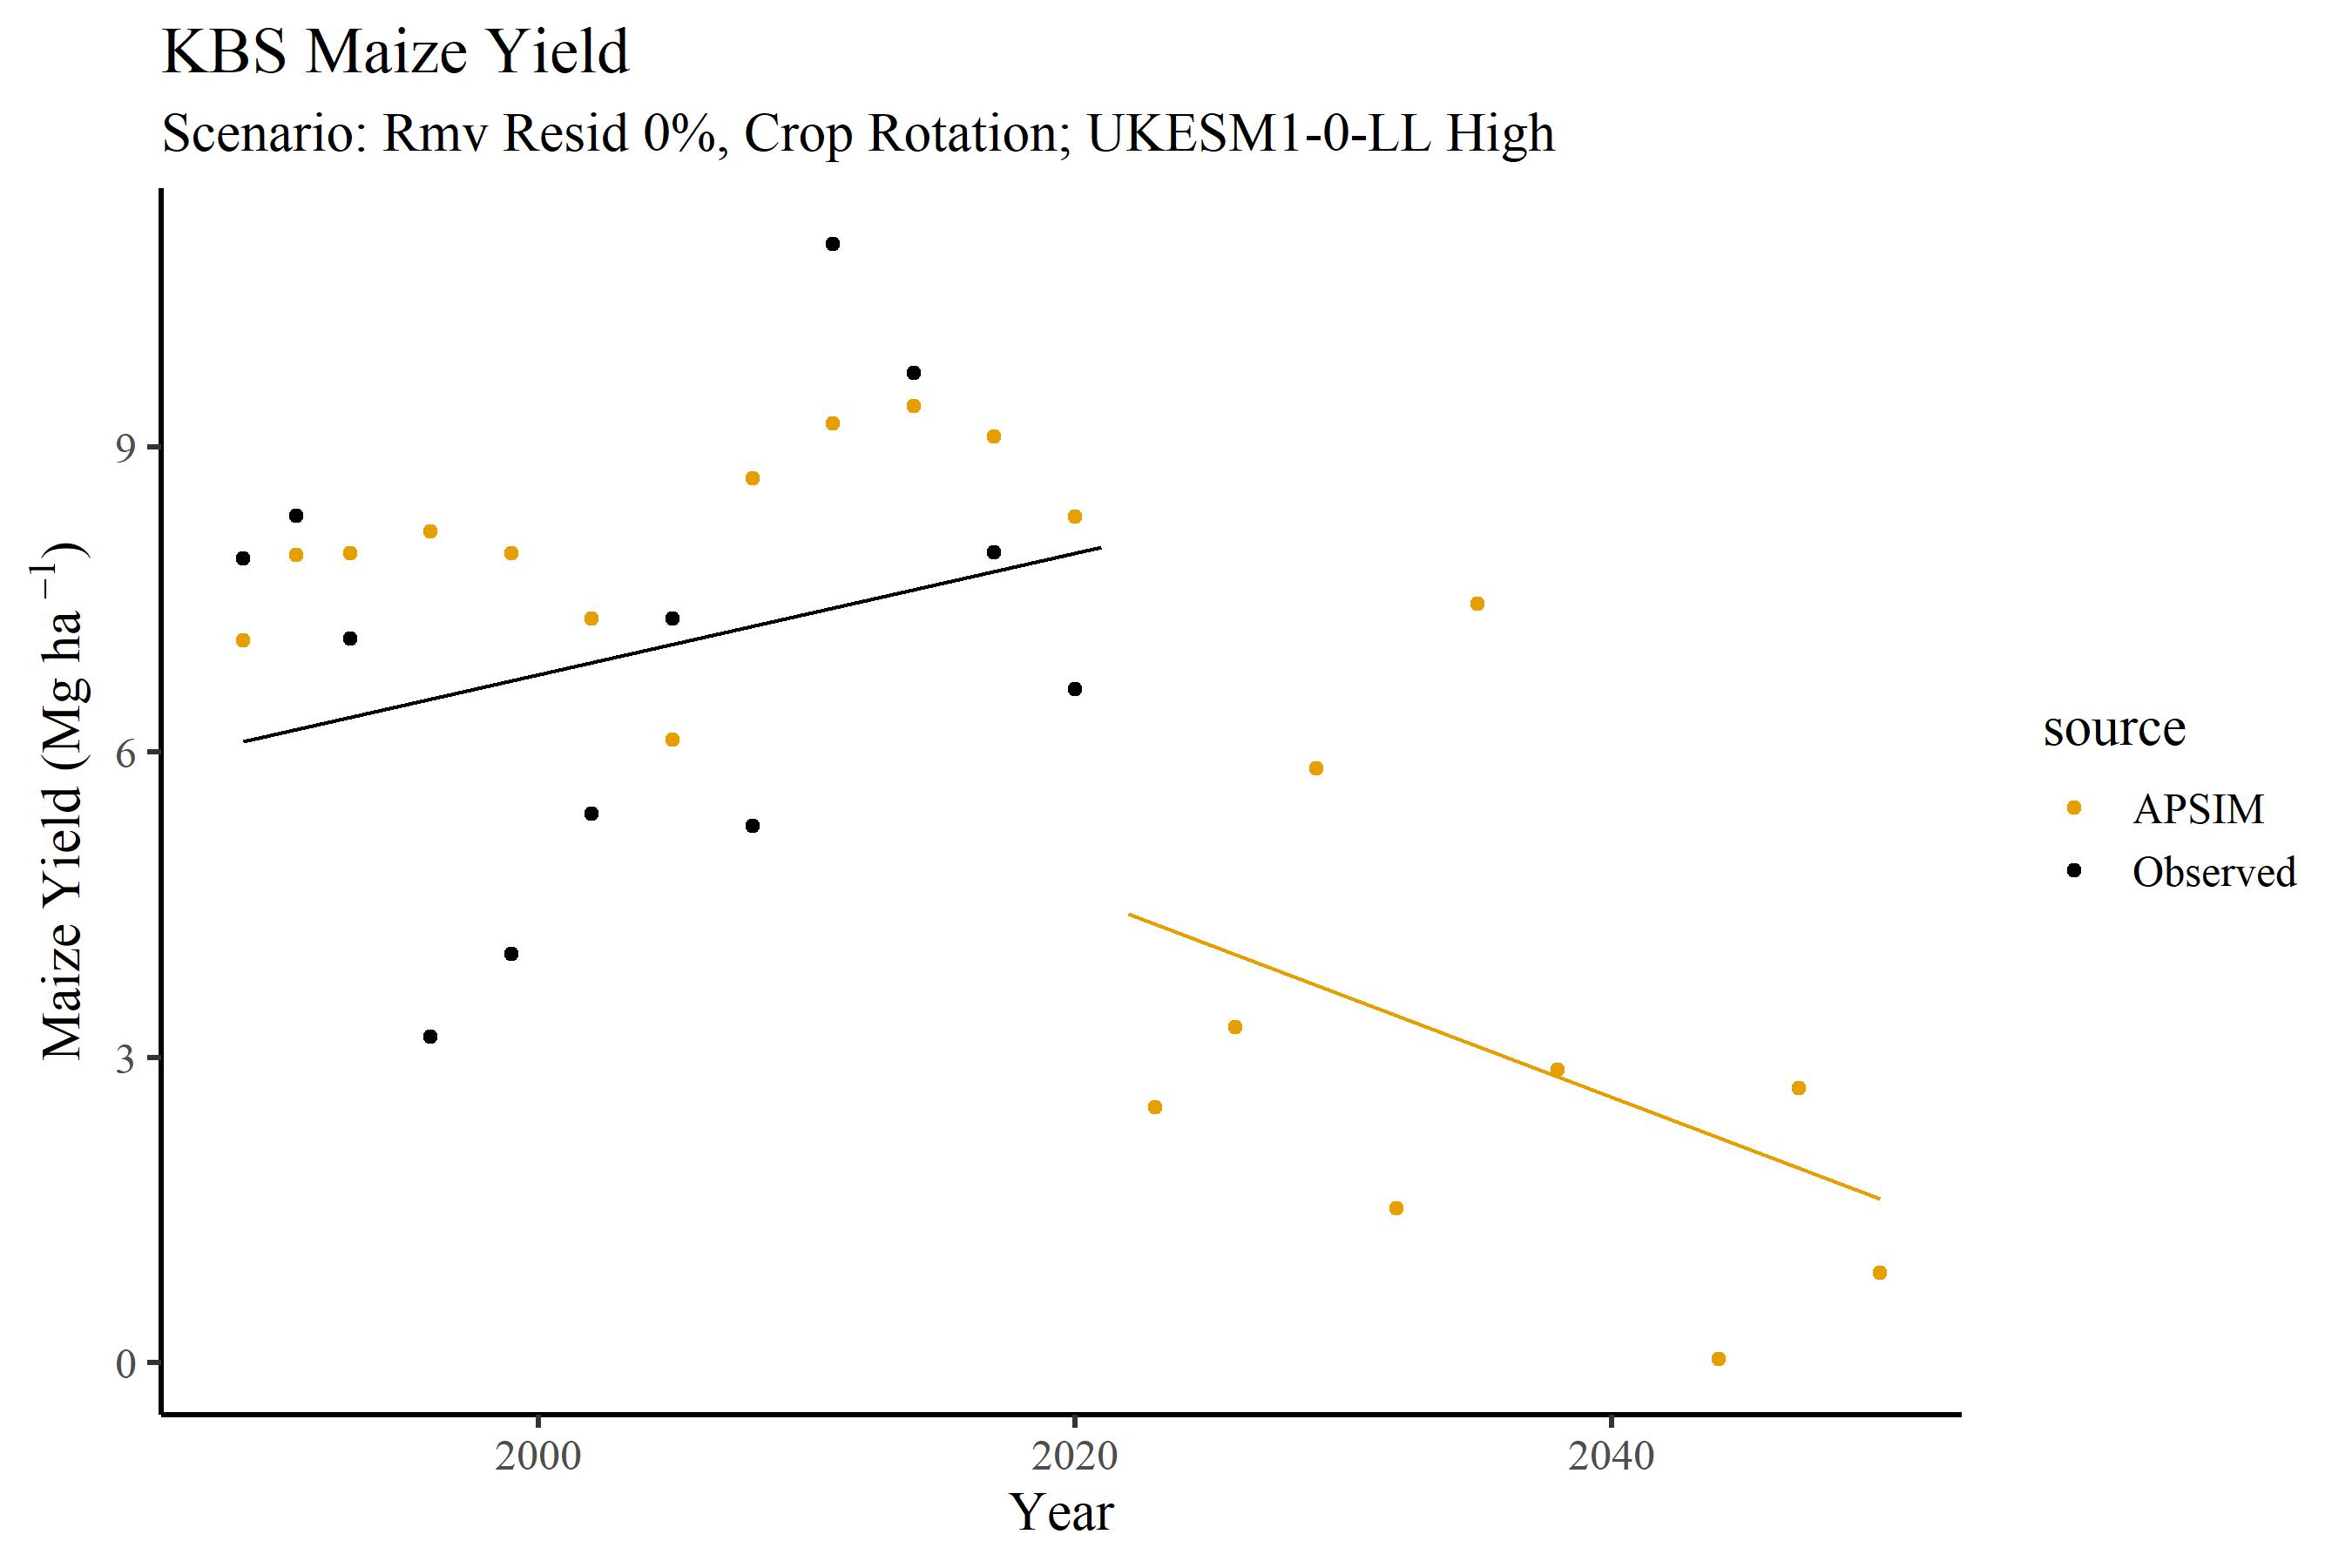 KBS Maize Yield
Scenario: Rmv Resid 0%, Crop Rotation; UKESM1-0-LL High
Maize Yield (Mg ha −1)
9
6
3
0
2000
2020
2040
Year
source
APSIM
Observed